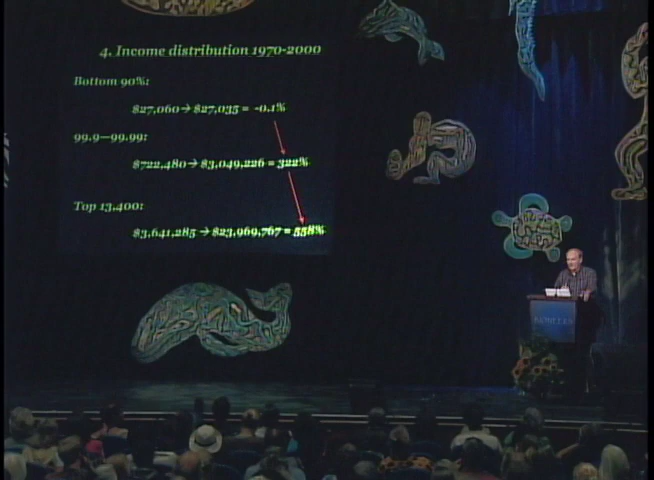 4. Income distribution 1970-2000
Bottom 90%:
$27,060→$27,035 = -0.1%
99.9—99.99:
$722,480→$3,049,226 = 322%
Top 13,400:
$3,641,285→$23,969,767 = 558%
BIONEERS